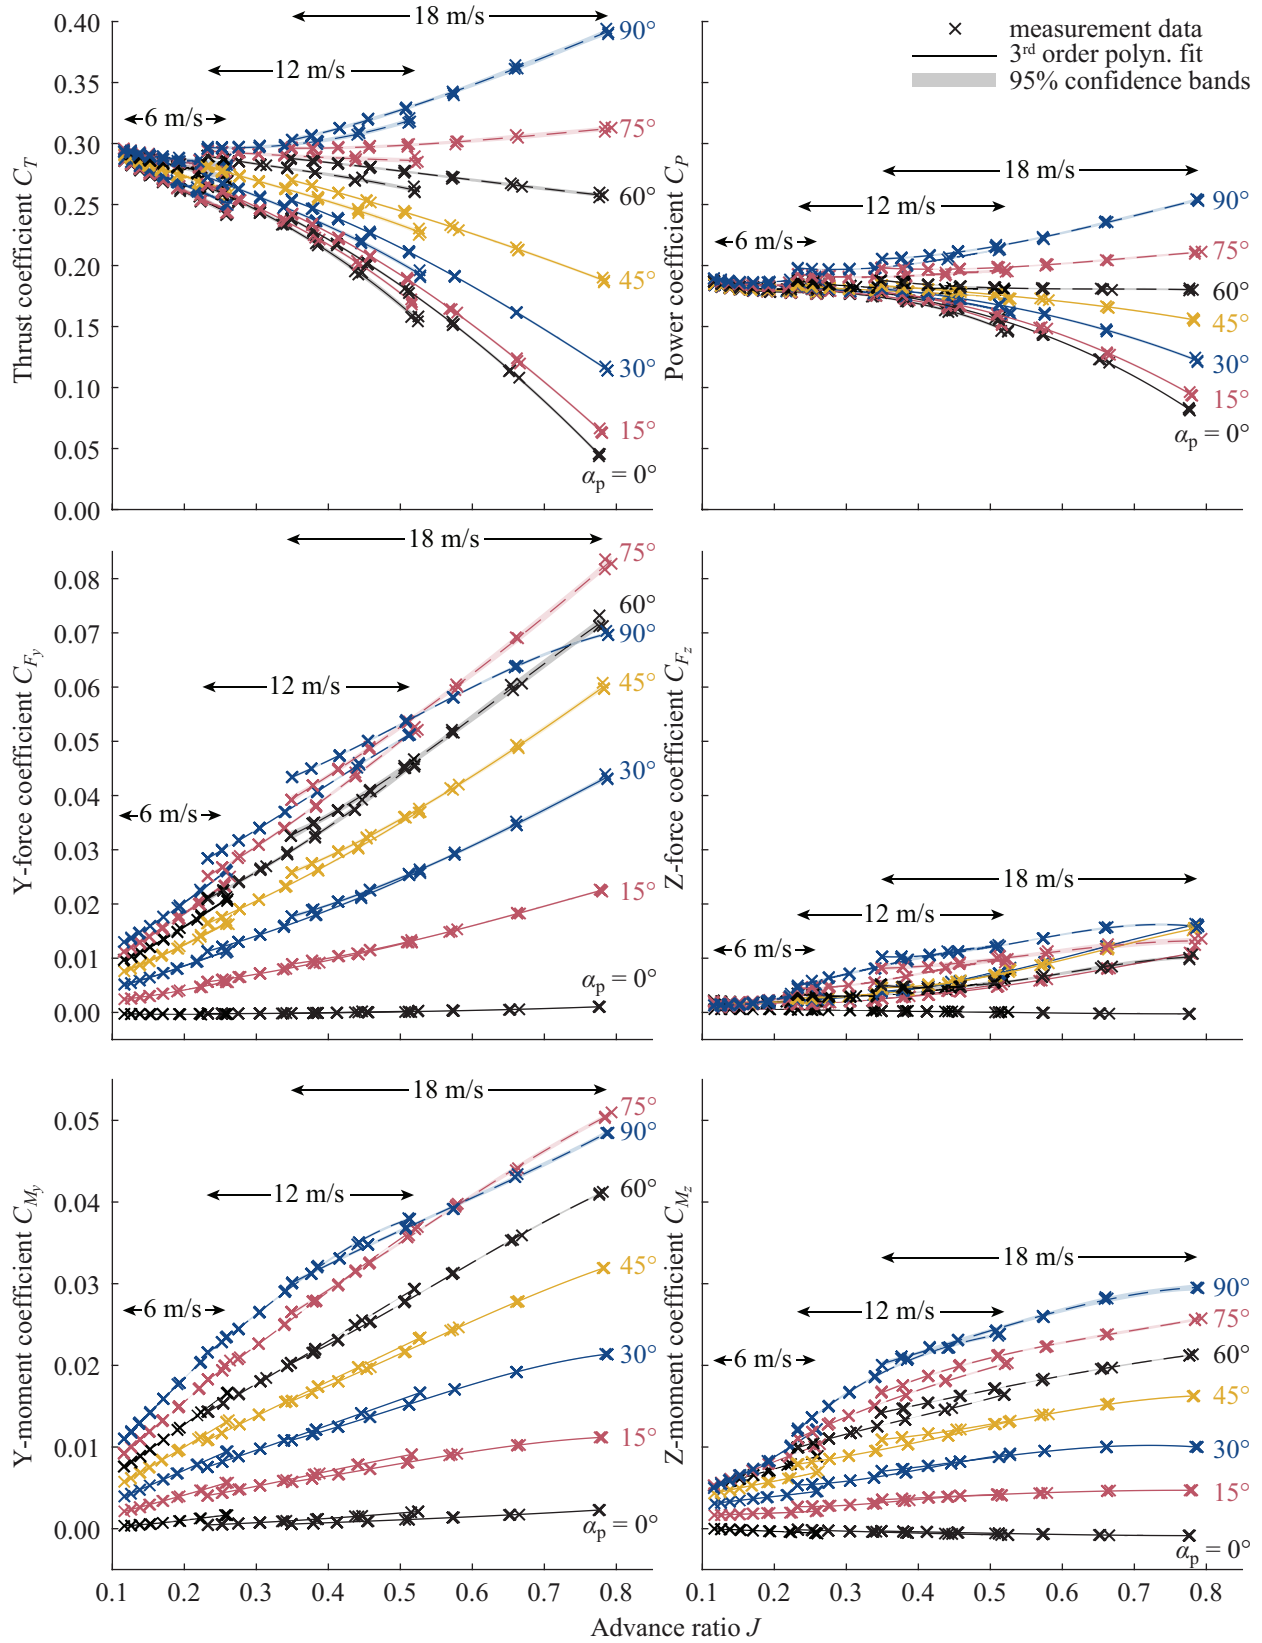 18 m/s
12 m/s
6 m/s
0.40
0.35
0.30
0.25
0.20
0.15
0.10
0.05
0.00
Thrust coefficient C_T
90°
75°
60°
45°
30°
15°
α_p = 0°
× measurement data
3rd order polyn. fit
95% confidence bands
18 m/s
12 m/s
6 m/s
Power coefficient C_P
90°
75°
60°
45°
30°
15°
α_p = 0°
18 m/s
12 m/s
6 m/s
0.08
0.07
0.06
0.05
0.04
0.03
0.02
0.01
0.00
Y-force coefficient C_{F_y}
75°
60°
90°
45°
30°
15°
α_p = 0°
18 m/s
12 m/s
6 m/s
Z-force coefficient C_{F_z}
18 m/s
12 m/s
6 m/s
0.05
0.04
0.03
0.02
0.01
0.00
Y-moment coefficient C_{M_y}
75°
90°
60°
45°
30°
15°
α_p = 0°
0.1 0.2 0.3 0.4 0.5 0.6 0.7 0.8
18 m/s
12 m/s
6 m/s
Z-moment coefficient C_{M_z}
90°
75°
60°
45°
30°
15°
α_p = 0°
0.1 0.2 0.3 0.4 0.5 0.6 0.7 0.8
Advance ratio J